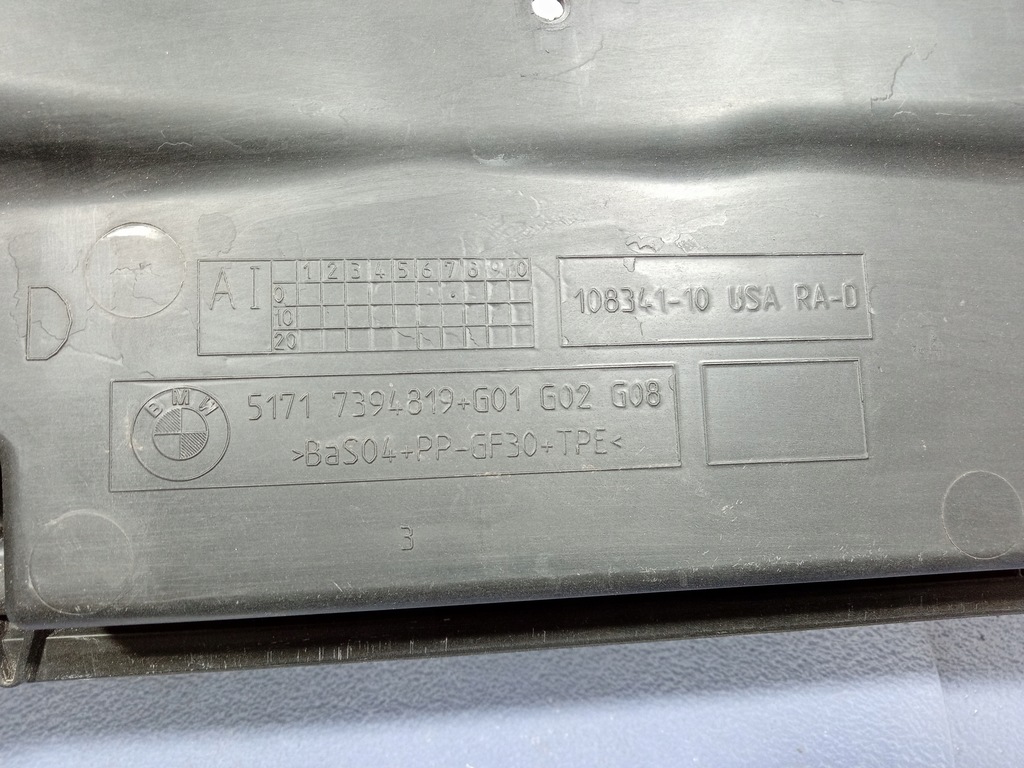 D
AI
1 2 3 4 5 6 7 8 9 10
0
10
20
108341-10 USA RA-D
BMW
5171 7394819+G01 G02 G08
>BaSO4+PP-GF30+TPE<
3